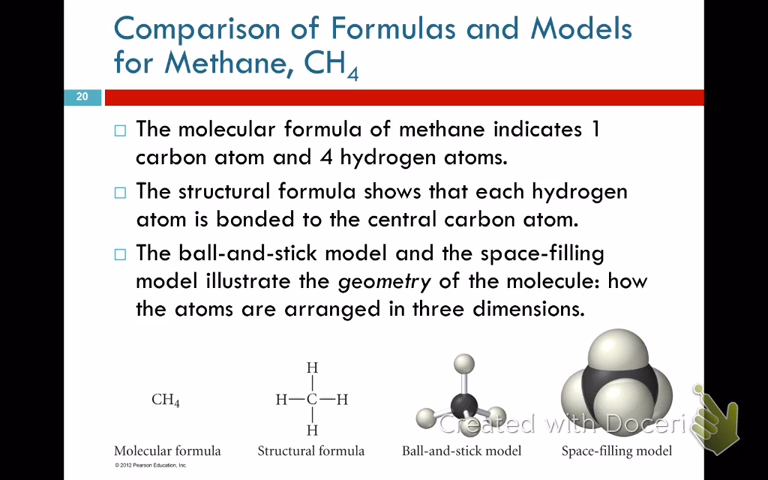 Comparison of Formulas and Models
for Methane, CH₄
20
□ The molecular formula of methane indicates 1
carbon atom and 4 hydrogen atoms.
□ The structural formula shows that each hydrogen
atom is bonded to the central carbon atom.
□ The ball-and-stick model and the space-filling
model illustrate the geometry of the molecule: how
the atoms are arranged in three dimensions.
H
CH₄ H—C—H
H
Created with Doceri
Molecular formula Structural formula Ball-and-stick model Space-filling model
© 2012 Pearson Education, Inc.